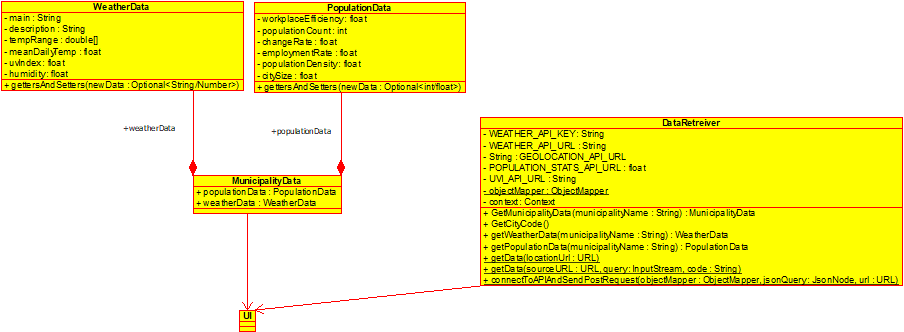 WeatherData
- main : String
- description : String
- tempRange : double[]
- meanDailyTemp : float
- uvIndex : float
- humidity: float
+ gettersAndSetters(newData : Optional<String/Number>)
PopulationData
- workplaceEfficiency: float
- populationCount : int
- changeRate : float
- employmentRate : float
- populationDensity : float
- citySize : float
+ gettersAndSetters(newData : Optional<int/float>)
+weatherData
+populationData
MunicipalityData
+ populationData : PopulationData
+ weatherData : WeatherData
DataRetreiver
- WEATHER_API_KEY: String
- WEATHER_API_URL : String
- String : GEOLOCATION_API_URL
- POPULATION_STATS_API_URL : float
- UVI_API_URL : String
- objectMapper : ObjectMapper
- context : Context
+ GetMunicipalityData(municipalityName : String) : MunicipalityData
+ GetCityCode()
+ getWeatherData(municipalityName : String) : WeatherData
+ getPopulationData(municipalityName : String) : PopulationData
+ getData(locationUrl : URL)
+ getData(sourceURL : URL, query: InputStream, code : String)
+ connectToAPIAndSendPostRequest(objectMapper : ObjectMapper, jsonQuery: JsonNode, url : URL)
UI